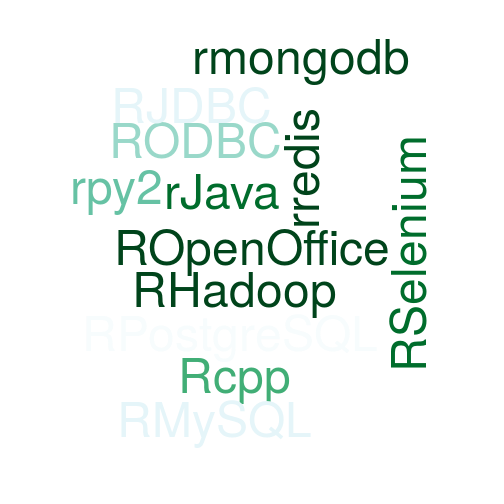 rmongodb
RJDBC
RODBC
rredis
rpy2
rJava
RSelenium
ROpenOffice
RHadoop
RPostgreSQL
Rcpp
RMySQL